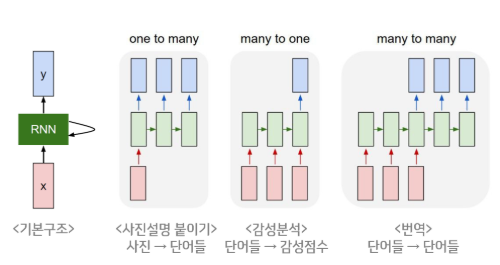 one to many
many to one
many to many
y
RNN
x
<기본구조>
<사진설명 붙이기>
사진 → 단어들
<감성분석>
단어들 → 감성점수
<번역>
단어들 → 단어들